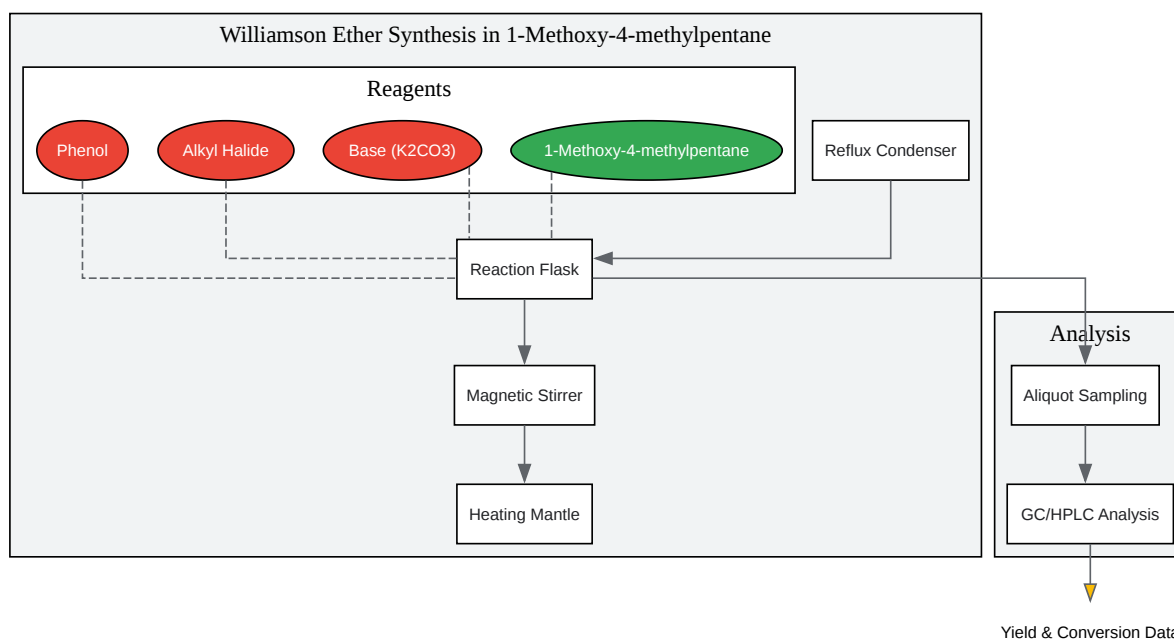 Williamson Ether Synthesis in 1-Methoxy-4-methylpentane
Reagents
Phenol
Alkyl Halide
Base (K2CO3)
1-Methoxy-4-methylpentane
Reflux Condenser
Reaction Flask
Analysis
Magnetic Stirrer
Aliquot Sampling
Heating Mantle
GC/HPLC Analysis
Yield & Conversion Data